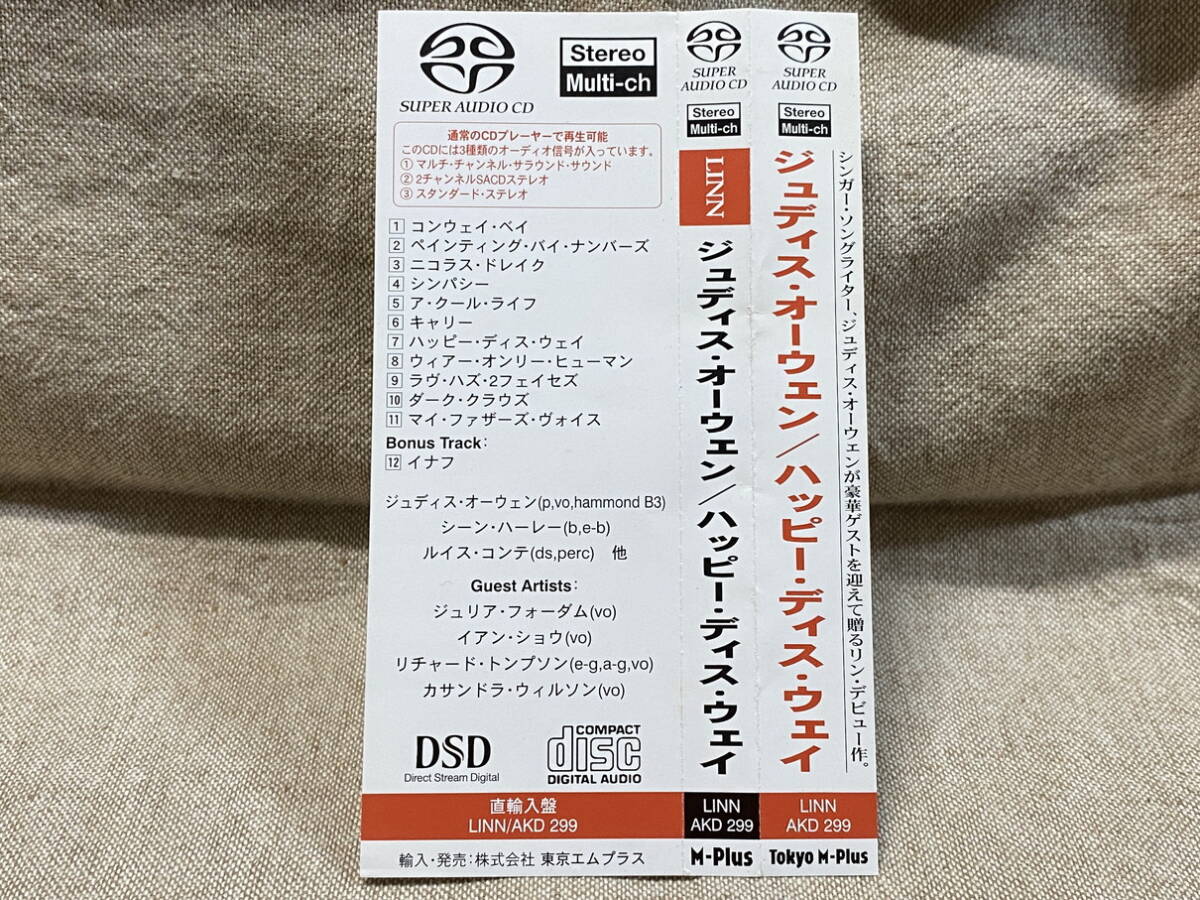 SUPER AUDIO CD
Stereo
Multi-ch
通常のCDプレーヤーで再生可能
このCDには3種類のオーディオ信号が入っています。
① マルチ・チャンネル・サラウンド・サウンド
② 2チャンネルSACDステレオ
③ スタンダード・ステレオ
1 コンウェイ・ベイ
2 ペインティング・バイ・ナンバーズ
3 ニコラス・ドレイク
4 シンパシー
5 ア・クール・ライフ
6 キャリー
7 ハッピー・ディス・ウェイ
8 ウィアー・オンリー・ヒューマン
9 ラヴ・ハズ・2フェイセズ
10 ダーク・クラウズ
11 マイ・ファザーズ・ヴォイス
Bonus Track:
12 イナフ
ジュディス・オーウェン(p,vo,hammond B3)
シーン・ハーレー(b,e-b)
ルイス・コンテ(ds,perc) 他
Guest Artists:
ジュリア・フォーダム(vo)
イアン・ショウ(vo)
リチャード・トンプソン(e-g,a-g,vo)
カサンドラ・ウィルソン(vo)
DSD
Direct Stream Digital
COMPACT
disc
DIGITAL AUDIO
直輸入盤
LINN/AKD 299
輸入・発売:株式会社 東京エムプラス
SUPER
AUDIO CD
Stereo
Multi-ch
LINN
ジュディス・オーウェン/ハッピー・ディス・ウェイ
LINN
AKD 299
M-Plus
SUPER
AUDIO CD
Stereo
Multi-ch
シンガー・ソングライター、ジュディス・オーウェンが豪華ゲストを迎えて贈るリン・デビュー作。
ジュディス・オーウェン/ハッピー・ディス・ウェイ
LINN
AKD 299
Tokyo M-Plus